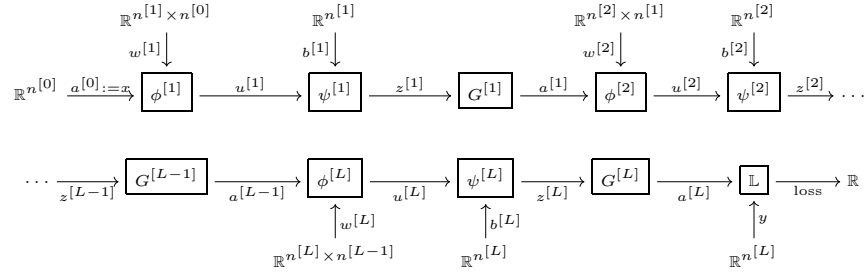 ℝ^{n^{[1]}×n^{[0]}} ℝ^{n^{[1]}} ℝ^{n^{[2]}×n^{[1]}} ℝ^{n^{[2]}}
w^{[1]} b^{[1]} w^{[2]} b^{[2]}
ℝ^{n^{[0]}} a^{[0]}:=x ϕ^{[1]} u^{[1]} ψ^{[1]} z^{[1]} G^{[1]} a^{[1]} ϕ^{[2]} u^{[2]} ψ^{[2]} z^{[2]} ⋯
⋯ z^{[L−1]} G^{[L−1]} a^{[L−1]} ϕ^{[L]} u^{[L]} ψ^{[L]} z^{[L]} G^{[L]} a^{[L]} 𝕃 loss ℝ
w^{[L]} b^{[L]} y
ℝ^{n^{[L]}×n^{[L−1]}} ℝ^{n^{[L]}} ℝ^{n^{[L]}}